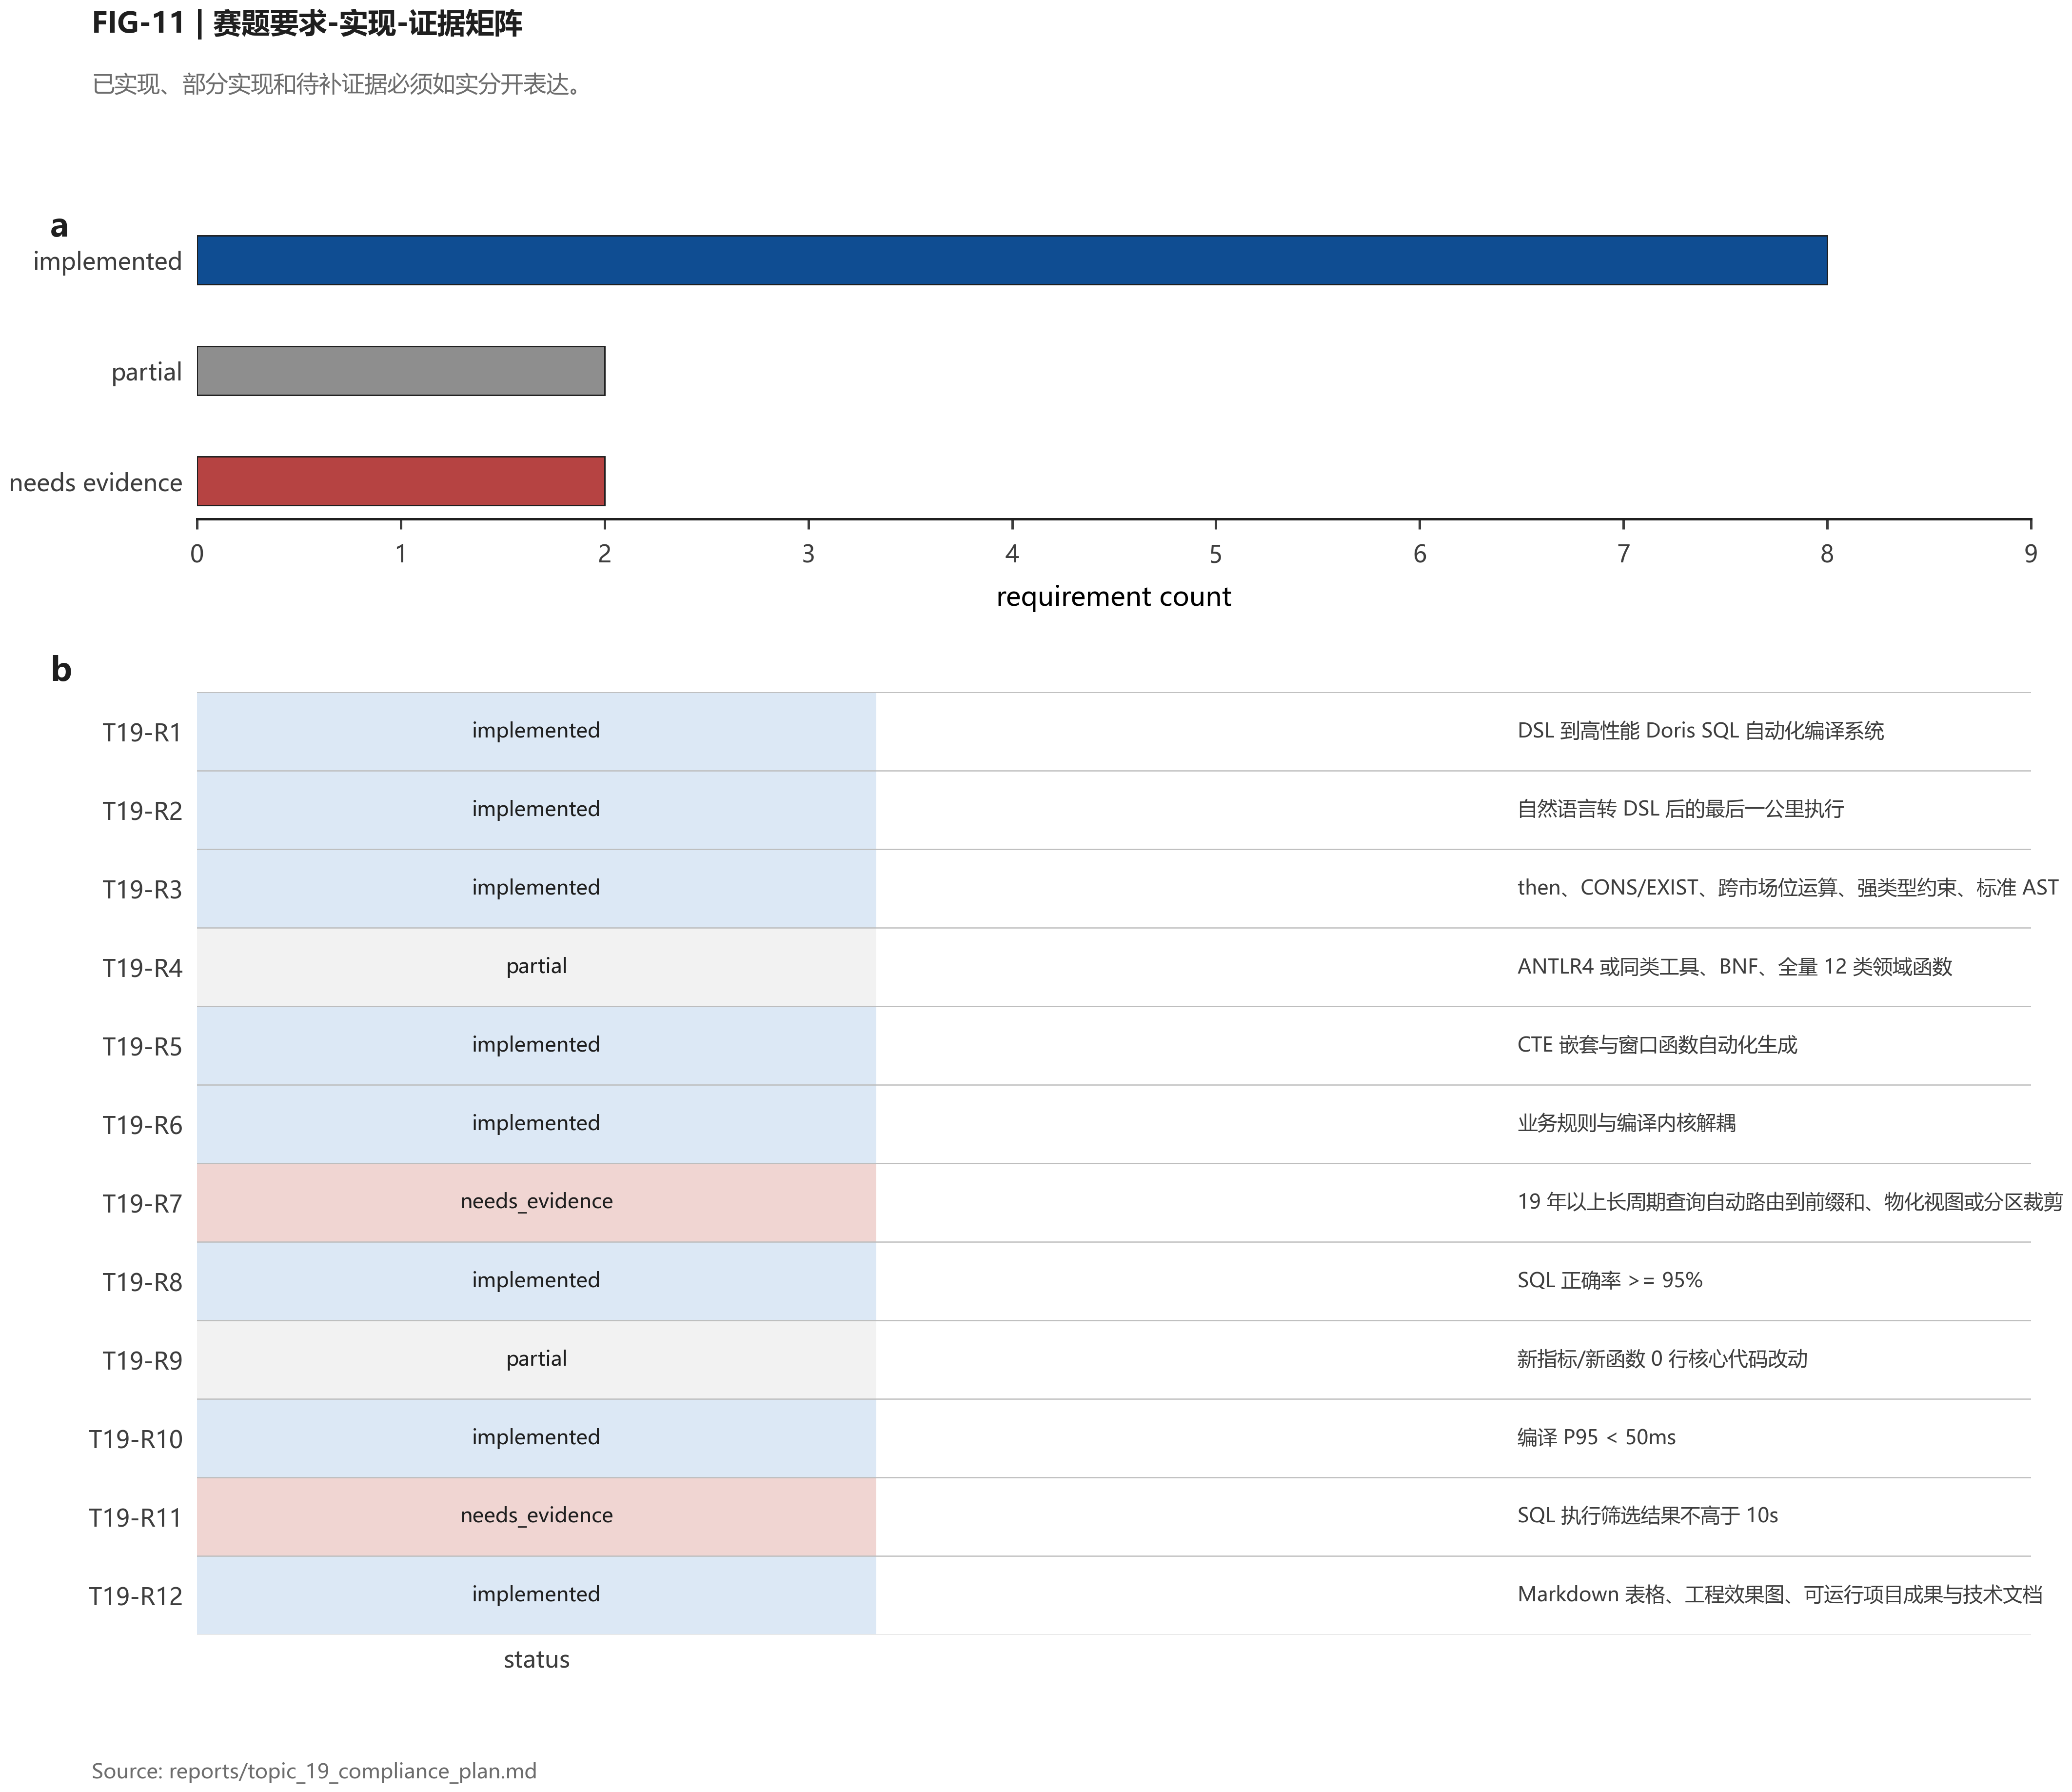 FIG-11 | 赛题要求-实现-证据矩阵
已实现、部分实现和待补证据必须如实分开表达。
a
implemented
partial
needs evidence
0 1 2 3 4 5 6 7 8 9
requirement count
b
T19-R1 implemented DSL 到高性能 Doris SQL 自动化编译系统
T19-R2 implemented 自然语言转 DSL 后的最后一公里执行
T19-R3 implemented then、CONS/EXIST、跨市场位运算、强类型约束、标准 AST
T19-R4 partial ANTLR4 或同类工具、BNF、全量 12 类领域函数
T19-R5 implemented CTE 嵌套与窗口函数自动化生成
T19-R6 implemented 业务规则与编译内核解耦
T19-R7 needs_evidence 19 年以上长周期查询自动路由到前缀和、物化视图或分区裁剪
T19-R8 implemented SQL 正确率 >= 95%
T19-R9 partial 新指标/新函数 0 行核心代码改动
T19-R10 implemented 编译 P95 < 50ms
T19-R11 needs_evidence SQL 执行筛选结果不高于 10s
T19-R12 implemented Markdown 表格、工程效果图、可运行项目成果与技术文档
status
Source: reports/topic_19_compliance_plan.md